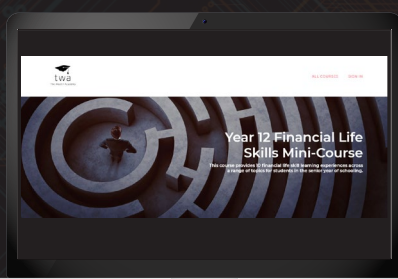 twa
ALL COURSES SIGN IN
Year 12 Financial Life
Skills Mini-Course
This course provides 10 financial life skill learning experiences across
a range of topics for students in the senior year of schooling.